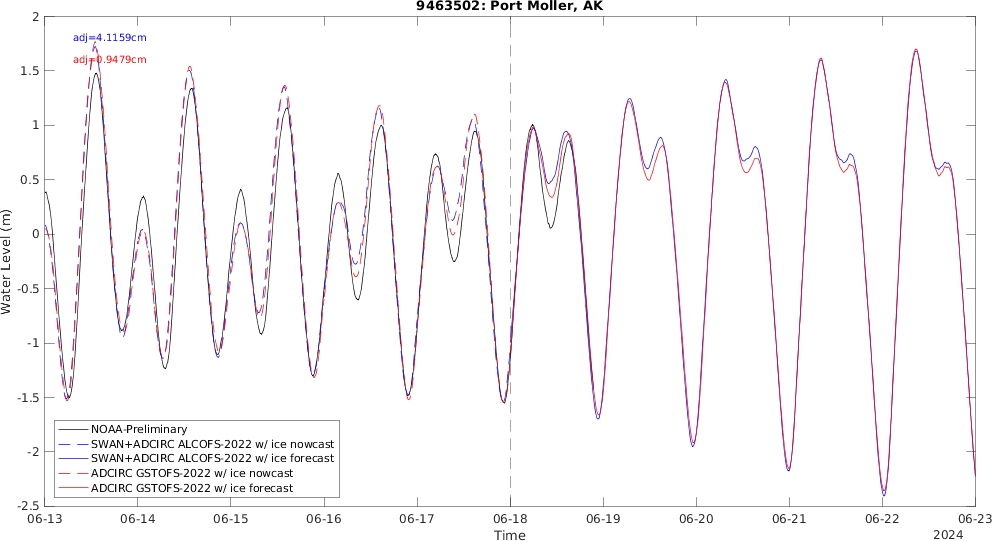 9463502: Port Moller, AK
2
1.5
1
0.5
0
-0.5
-1
-1.5
-2
-2.5
Water Level (m)
adj=4.1159cm
adj=0.9479cm
NOAA-Preliminary
SWAN+ADCIRC ALCOFS-2022 w/ ice nowcast
SWAN+ADCIRC ALCOFS-2022 w/ ice forecast
ADCIRC GSTOFS-2022 w/ ice nowcast
ADCIRC GSTOFS-2022 w/ ice forecast
06-13 06-14 06-15 06-16 06-17 06-18 06-19 06-20 06-21 06-22 06-23
Time
2024